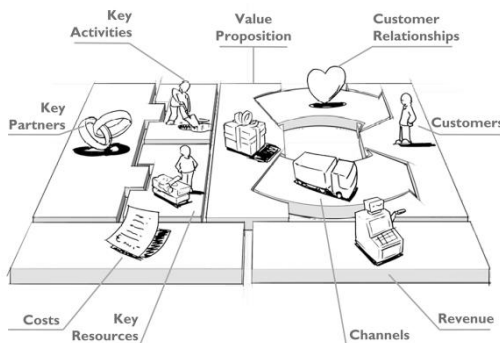 Key
Activities
Value
Proposition
Customer
Relationships
Key
Partners
Customers
Costs
Key
Resources
Channels
Revenue